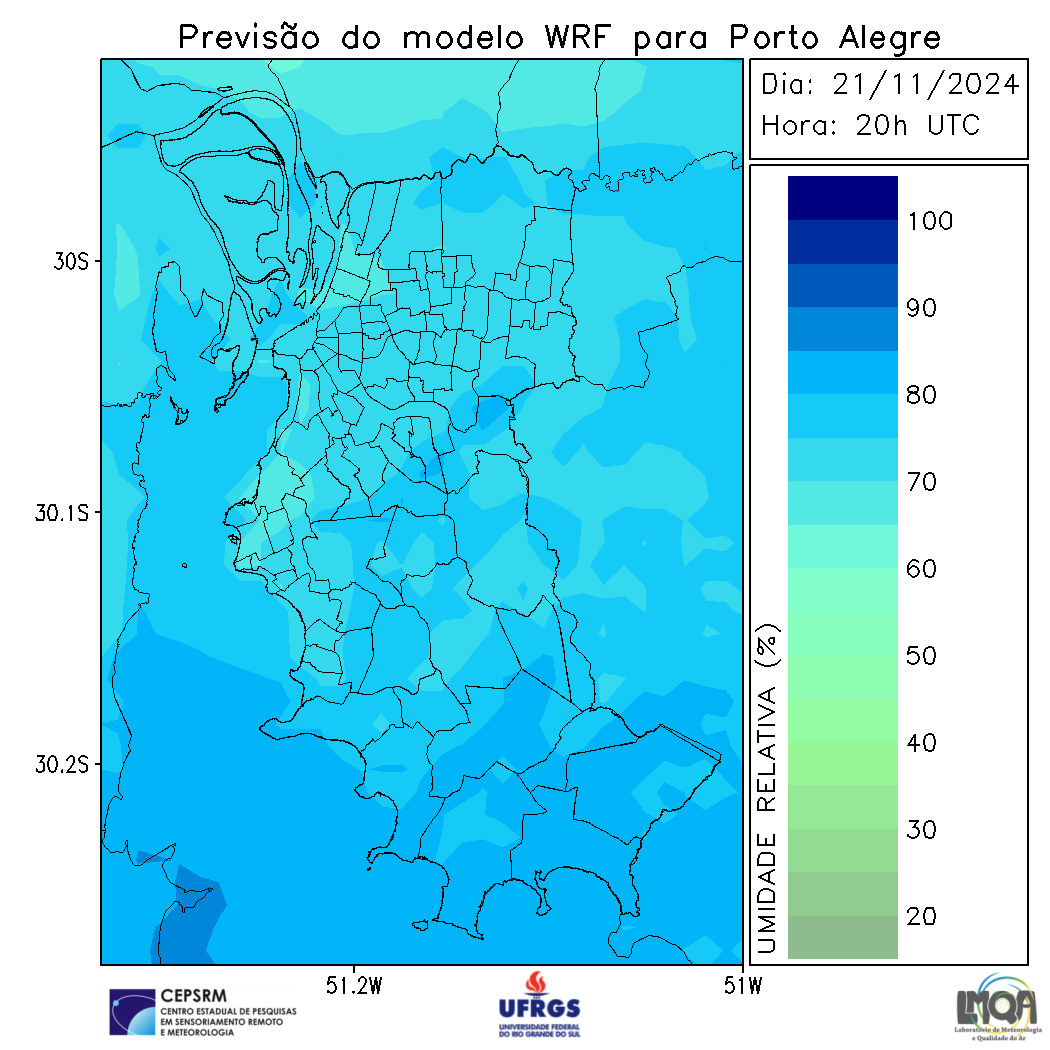 Previsão do modelo WRF para Porto Alegre
Dia: 21/11/2024
Hora: 20h UTC
100
90
80
70
60
50
40
30
20
UMIDADE RELATIVA (%)
30S
30.1S
30.2S
51.2W
51W
CEPSRM
CENTRO ESTADUAL DE PESQUISAS
EM SENSORIAMENTO REMOTO
E METEOROLOGIA
UFRGS
UNIVERSIDADE FEDERAL
DO RIO GRANDE DO SUL
LMQA
Laboratório de Meteorologia
e Qualidade do Ar